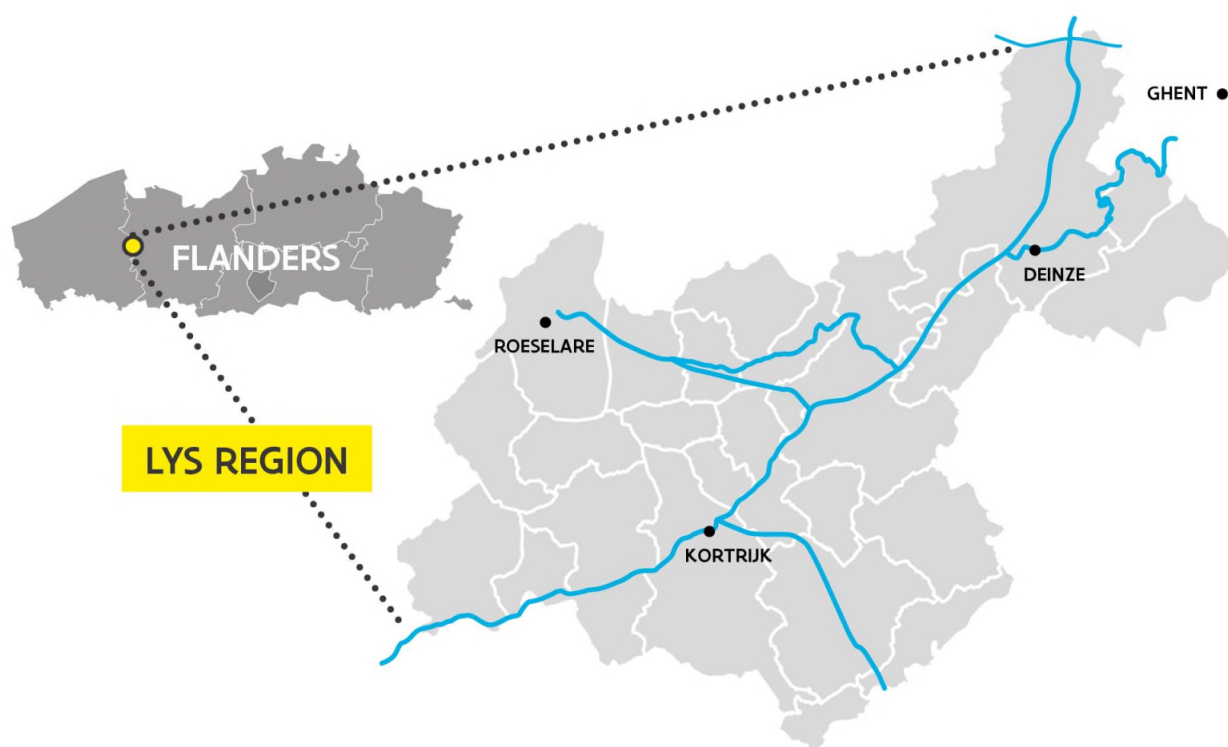 GHENT
FLANDERS
DEINZE
ROESELARE
LYS REGION
KORTRIJK